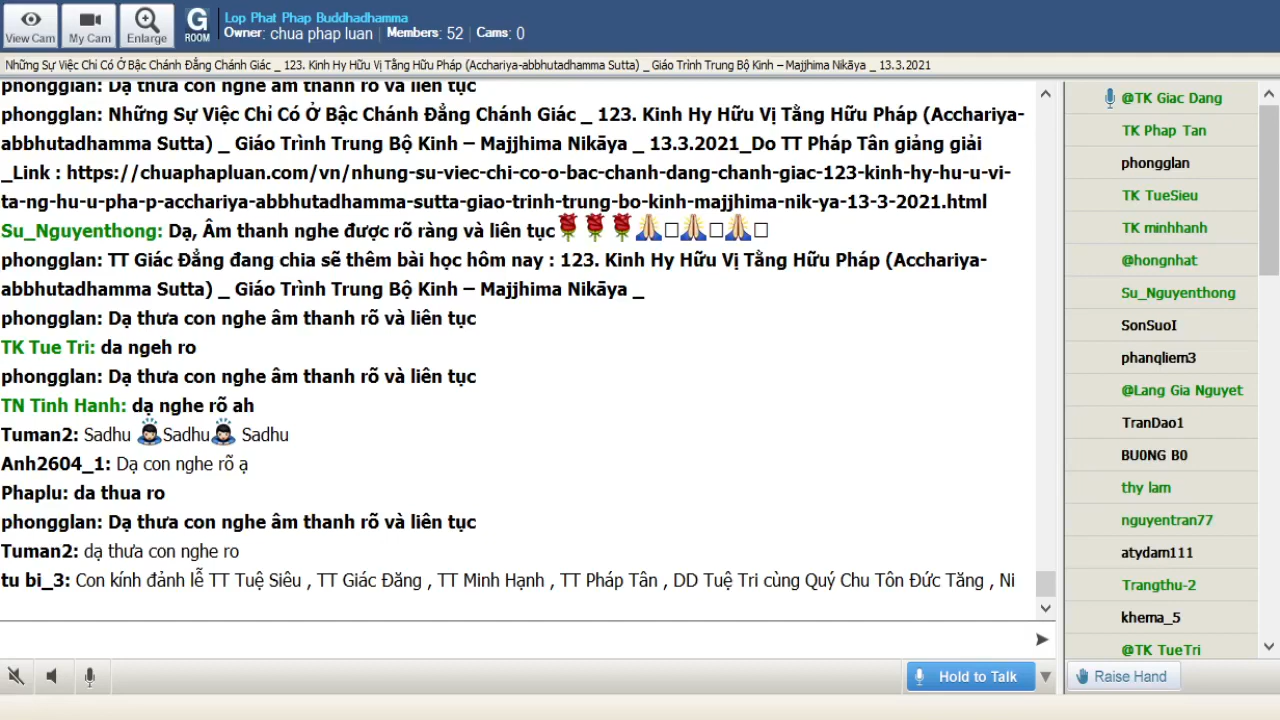 View Cam
My Cam
Enlarge
G
ROOM
Lop Phat Phap Buddhadhamma
Owner: chua phap luan | Members: 52 | Cams: 0
Những Sự Việc Chỉ Có Ở Bậc Chánh Đẳng Chánh Giác _ 123. Kinh Hy Hữu Vị Tằng Hữu Pháp (Acchariya-abbhutadhamma Sutta) _ Giáo Trình Trung Bộ Kinh – Majjhima Nikāya _ 13.3.2021
phongglan: Dạ thưa con nghe âm thanh rõ và liên tục
phongglan: Những Sự Việc Chỉ Có Ở Bậc Chánh Đẳng Chánh Giác _ 123. Kinh Hy Hữu Vị Tằng Hữu Pháp (Acchariya-
abbhutadhamma Sutta) _ Giáo Trình Trung Bộ Kinh – Majjhima Nikāya _ 13.3.2021_Do TT Pháp Tân giảng giải
_Link : https://chuaphapluan.com/vn/nhung-su-viec-chi-co-o-bac-chanh-dang-chanh-giac-123-kinh-hy-hu-u-vi-
ta-ng-hu-u-pha-p-acchariya-abbhutadhamma-sutta-giao-trinh-trung-bo-kinh-majjhima-nik-ya-13-3-2021.html
Su_Nguyenthong: Dạ, Âm thanh nghe được rõ ràng và liên tục🌹🌹🌹🙏□🙏□🙏□
phongglan: TT Giác Đẳng đang chia sẽ thêm bài học hôm nay : 123. Kinh Hy Hữu Vị Tằng Hữu Pháp (Acchariya-
abbhutadhamma Sutta) _ Giáo Trình Trung Bộ Kinh – Majjhima Nikāya _
phongglan: Dạ thưa con nghe âm thanh rõ và liên tục
TK Tue Tri: da ngeh ro
phongglan: Dạ thưa con nghe âm thanh rõ và liên tục
TN Tinh Hanh: dạ nghe rõ ah
Tuman2: Sadhu 🙇Sadhu🙇 Sadhu
Anh2604_1: Dạ con nghe rõ ạ
Phaplu: da thua ro
phongglan: Dạ thưa con nghe âm thanh rõ và liên tục
Tuman2: dạ thưa con nghe ro
tu bi_3: Con kính đảnh lễ TT Tuệ Siêu , TT Giác Đăng , TT Minh Hạnh , TT Pháp Tân , DD Tuệ Tri cùng Quý Chu Tôn Đức Tăng , Ni
@TK Giac Dang
TK Phap Tan
phongglan
TK TueSieu
TK minhhanh
@hongnhat
Su_Nguyenthong
SonSuoI
phanqliem3
@Lang Gia Nguyet
TranDao1
BU0NG B0
thy lam
nguyentran77
atydam111
Trangthu-2
khema_5
@TK TueTri
Hold to Talk
Raise Hand